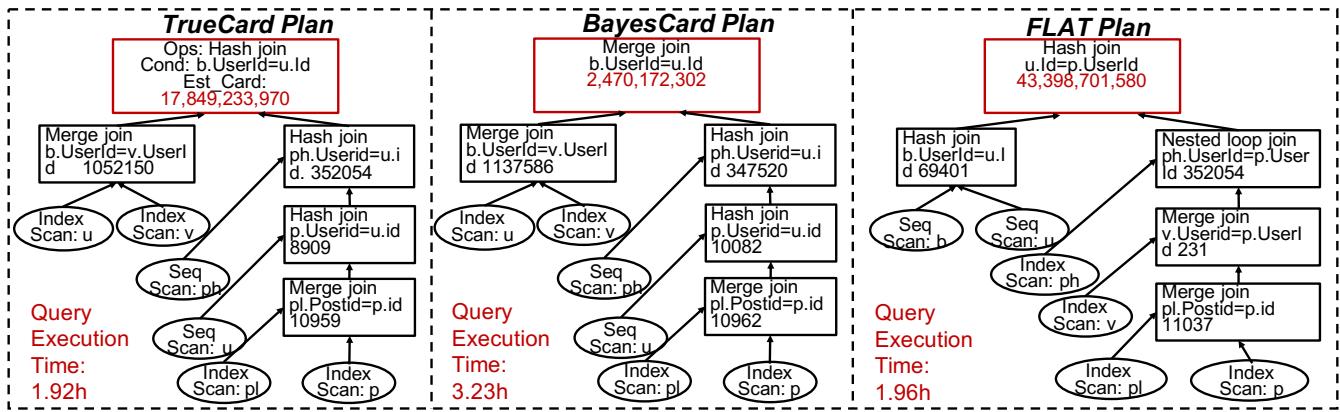 TrueCard Plan
Ops: Hash join
Cond: b.UserId=u.Id
Est_Card:
17,849,233,970
Merge join
b.UserId=v.UserI
d 1052150
Hash join
ph.Userid=u.i
d. 352054
Index
Scan: u
Index
Scan: v
Hash join
p.Userid=u.id
8909
Seq
Scan: ph
Merge join
pl.Postid=p.id
10959
Seq
Scan: u
Index
Scan: pl
Index
Scan: p
Query
Execution
Time:
1.92h
BayesCard Plan
Merge join
b.UserId=u.Id
2,470,172,302
Merge join
b.UserId=v.UserI
d 1137586
Hash join
ph.Userid=u.i
d 347520
Index
Scan: u
Index
Scan: v
Hash join
p.Userid=u.id
10082
Seq
Scan: ph
Merge join
pl.Postid=p.id
10962
Seq
Scan: u
Index
Scan: pl
Index
Scan: p
Query
Execution
Time:
3.23h
FLAT Plan
Hash join
u.Id=p.UserId
43,398,701,580
Hash join
b.UserId=u.I
d 69401
Nested loop join
ph.UserId=p.User
Id 352054
Seq
Scan: b
Seq
Scan: u
Merge join
v.Userid=p.UserI
d 231
Index
Scan: ph
Merge join
pl.Postid=p.id
11037
Index
Scan: v
Index
Scan: pl
Index
Scan: p
Query
Execution
Time:
1.96h